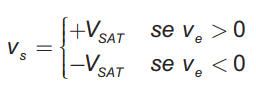 +V_SAT se v_e > 0
v_s =
−V_SAT se v_e < 0